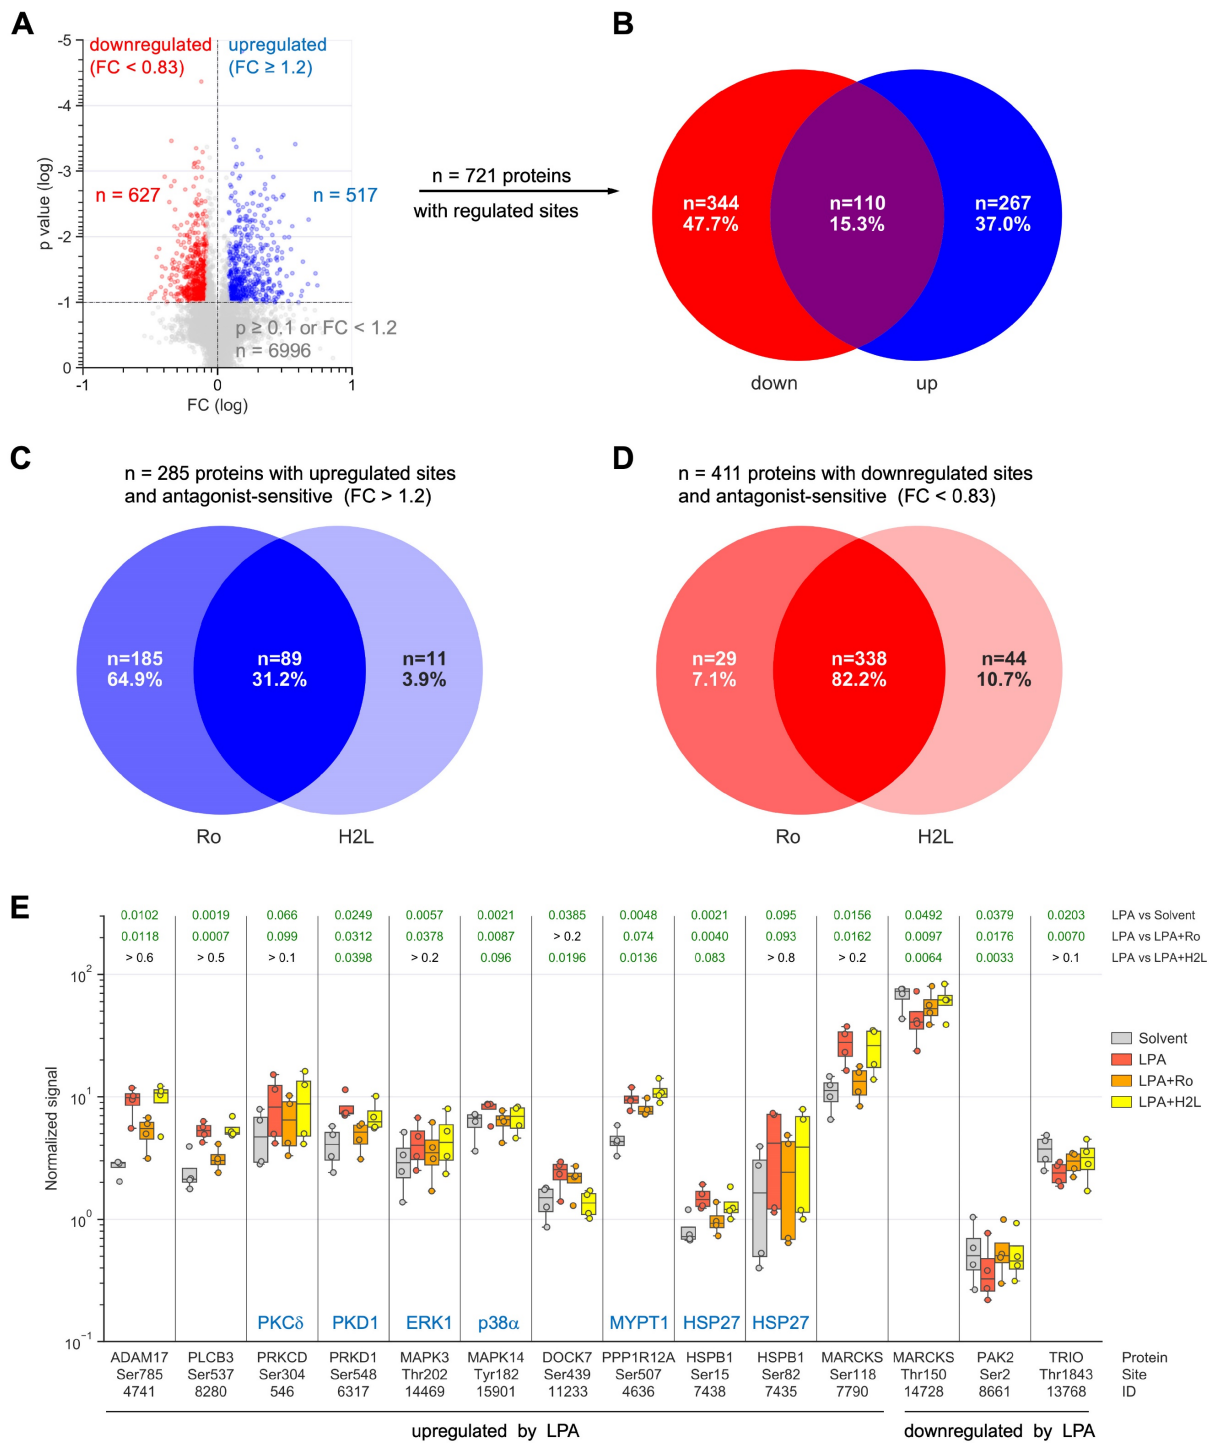 A
downregulated
(FC < 0.83)
upregulated
(FC ≥ 1.2)
-5
-4
-3
-2
-1
0
p value (log)
n = 627
n = 517
p ≥ 0.1 or FC < 1.2
n = 6996
-1
0
1
FC (log)
n = 721 proteins
with regulated sites
B
n=344
47.7%
n=110
15.3%
n=267
37.0%
down
up
C
n = 285 proteins with upregulated sites
and antagonist-sensitive (FC > 1.2)
n=185
64.9%
n=89
31.2%
n=11
3.9%
Ro
H2L
D
n = 411 proteins with downregulated sites
and antagonist-sensitive (FC < 0.83)
n=29
7.1%
n=338
82.2%
n=44
10.7%
Ro
H2L
E
0.0102 0.0019 0.066 0.0249 0.0057 0.0021 0.0385 0.0048 0.0021 0.095 0.0156 0.0492 0.0379 0.0203 LPA vs Solvent
0.0118 0.0007 0.099 0.0312 0.0378 0.0087 > 0.2 0.074 0.0040 0.093 0.0162 0.0097 0.0176 0.0070 LPA vs LPA+Ro
> 0.6 > 0.5 > 0.1 0.0398 > 0.2 0.096 0.0196 0.0136 0.083 > 0.8 > 0.2 0.0064 0.0033 > 0.1 LPA vs LPA+H2L
10²
10¹
10⁰
10⁻¹
Normalized signal
Solvent
LPA
LPA+Ro
LPA+H2L
PKCδ PKD1 ERK1 p38α MYPT1 HSP27 HSP27
ADAM17 PLCB3 PRKCD PRKD1 MAPK3 MAPK14 DOCK7 PPP1R12A HSPB1 HSPB1 MARCKS MARCKS PAK2 TRIO Protein
Ser785 Ser537 Ser304 Ser548 Thr202 Tyr182 Ser439 Ser507 Ser15 Ser82 Ser118 Thr150 Ser2 Thr1843 Site
4741 8280 546 6317 14469 15901 11233 4636 7438 7435 7790 14728 8661 13768 ID
upregulated by LPA
downregulated by LPA